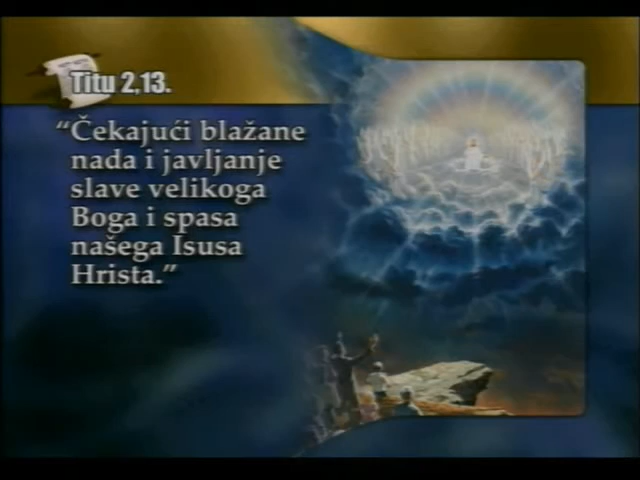 Titu 2,13.
“Čekajući blažane
nada i javljanje
slave velikoga
Boga i spasa
našega Isusa
Hrista.”